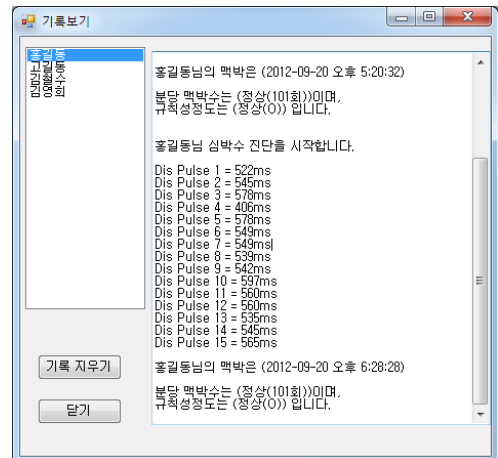 기록보기
홍길동
고길동
김철수
김영희
홍길동님의 맥박은 (2012-09-20 오후 5:20:32)
분당 맥박수는 (정상(101회))이며,
규칙성정도는 (정상(O)) 입니다.
홍길동님 심박수 진단을 시작합니다.
Dis Pulse 1 = 522ms
Dis Pulse 2 = 545ms
Dis Pulse 3 = 578ms
Dis Pulse 4 = 406ms
Dis Pulse 5 = 578ms
Dis Pulse 6 = 549ms
Dis Pulse 7 = 549ms
Dis Pulse 8 = 539ms
Dis Pulse 9 = 542ms
Dis Pulse 10 = 597ms
Dis Pulse 11 = 560ms
Dis Pulse 12 = 560ms
Dis Pulse 13 = 535ms
Dis Pulse 14 = 545ms
Dis Pulse 15 = 565ms
홍길동님의 맥박은 (2012-09-20 오후 6:28:28)
분당 맥박수는 (정상(101회))이며,
규칙성정도는 (정상(O)) 입니다.
기록 지우기
닫기